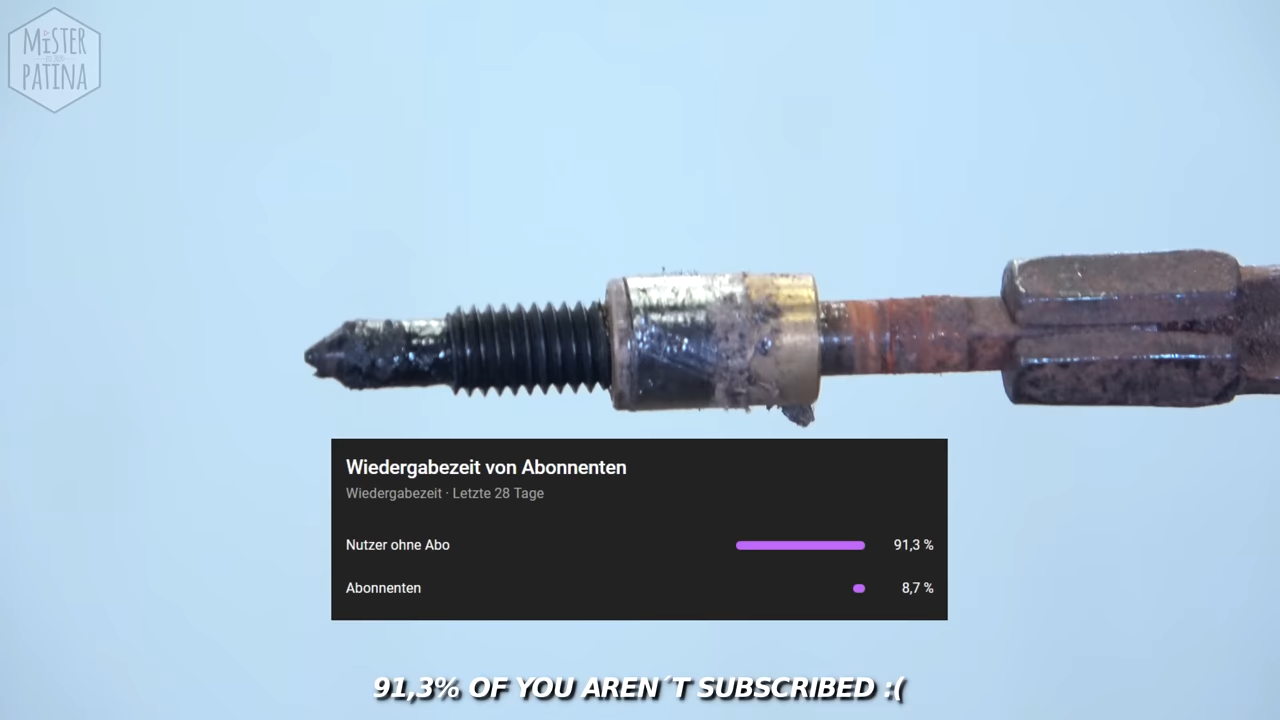 MiSTER
PATINA
Wiedergabezeit von Abonnenten
Wiedergabezeit · Letzte 28 Tage
Nutzer ohne Abo 91,3 %
Abonnenten 8,7 %
91,3% OF YOU AREN´T SUBSCRIBED :(